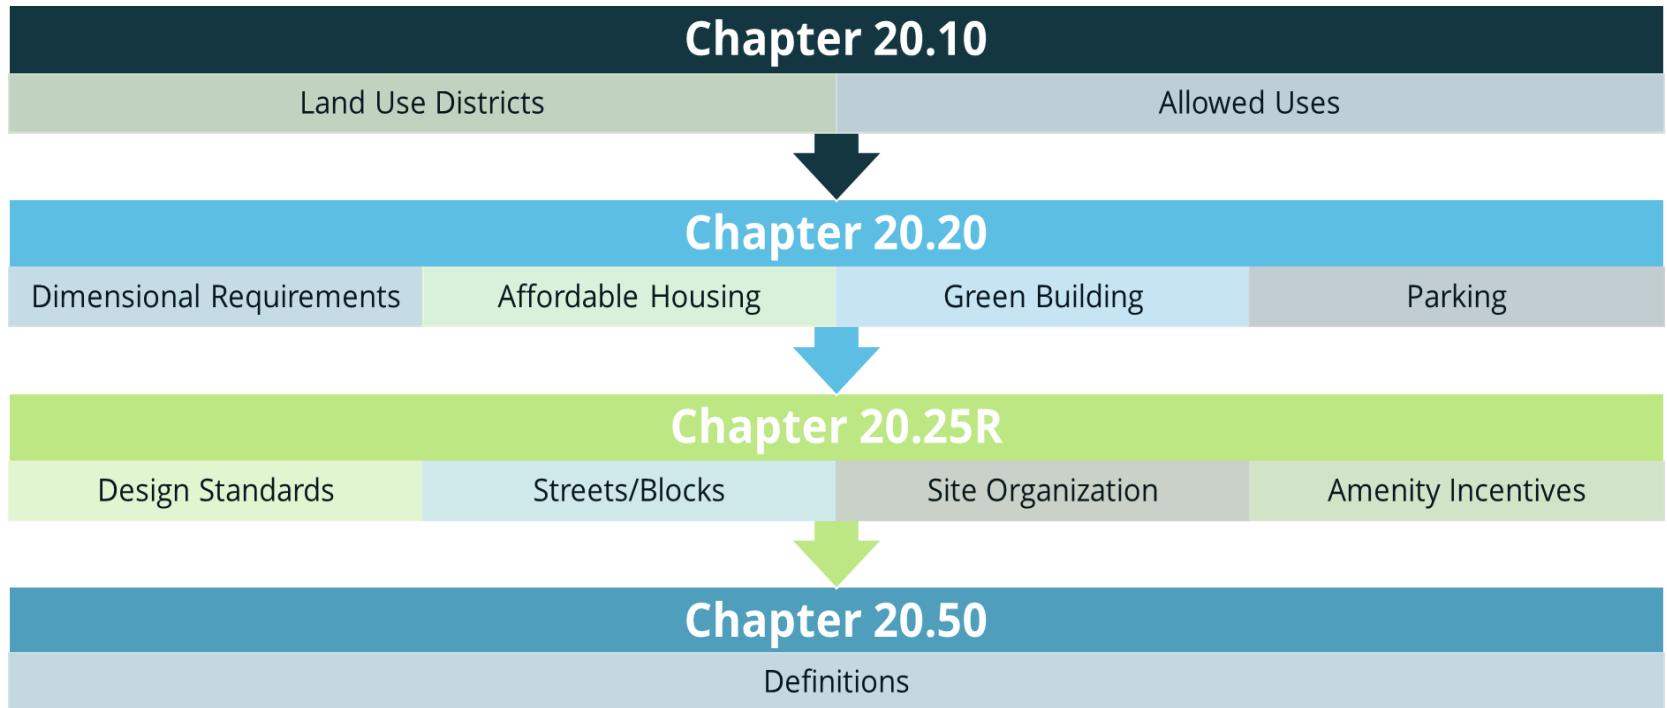 Chapter 20.10
Land Use Districts
Allowed Uses
Chapter 20.20
Dimensional Requirements
Affordable Housing
Green Building
Parking
Chapter 20.25R
Design Standards
Streets/Blocks
Site Organization
Amenity Incentives
Chapter 20.50
Definitions